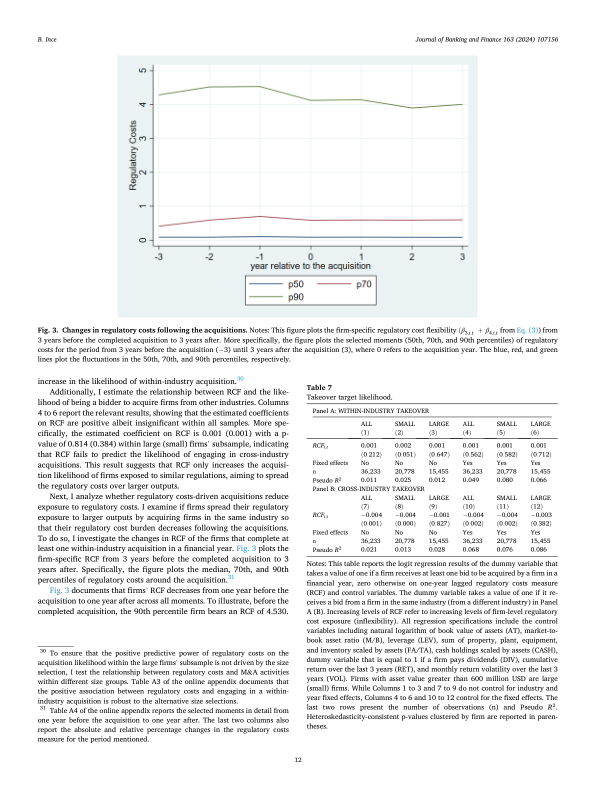 B. Ince
Journal of Banking and Finance 163 (2024) 107156
Regulatory Costs
5
4
3
2
1
0
-3
-2
-1
0
1
2
3
year relative to the acquisition
p50
p70
p90
Fig. 3. Changes in regulatory costs following the acquisitions. Notes: This figure plots the firm-specific regulatory cost flexibility (β3,i,t + β4,i,t from Eq. (3)) from
3 years before the completed acquisition to 3 years after. More specifically, the figure plots the selected moments (50th, 70th, and 90th percentiles) of regulatory
costs for the period from 3 years before the acquisition (−3) until 3 years after the acquisition (3), where 0 refers to the acquisition year. The blue, red, and green
lines plot the fluctuations in the 50th, 70th, and 90th percentiles, respectively.
increase in the likelihood of within-industry acquisition.30
Additionally, I estimate the relationship between RCF and the like-
lihood of being a bidder to acquire firms from other industries. Columns
4 to 6 report the relevant results, showing that the estimated coefficients
on RCF are positive albeit insignificant within all samples. More spe-
cifically, the estimated coefficient on RCF is 0.001 (0.001) with a p-
value of 0.814 (0.384) within large (small) firms' subsample, indicating
that RCF fails to predict the likelihood of engaging in cross-industry
acquisitions. This result suggests that RCF only increases the acquisi-
tion likelihood of firms exposed to similar regulations, aiming to spread
the regulatory costs over larger outputs.
Next, I analyze whether regulatory costs-driven acquisitions reduce
exposure to regulatory costs. I examine if firms spread their regulatory
exposure to larger outputs by acquiring firms in the same industry so
that their regulatory cost burden decreases following the acquisitions.
To do so, I investigate the changes in RCF of the firms that complete at
least one within-industry acquisition in a financial year. Fig. 3 plots the
firm-specific RCF from 3 years before the completed acquisition to 3
years after. Specifically, the figure plots the median, 70th, and 90th
percentiles of regulatory costs around the acquisition.31
Fig. 3 documents that firms' RCF decreases from one year before the
acquisition to one year after across all moments. To illustrate, before the
completed acquisition, the 90th percentile firm bears an RCF of 4.530.
30 To ensure that the positive predictive power of regulatory costs on the
acquisition likelihood within the large firms' subsample is not driven by the size
selection, I test the relationship between regulatory costs and M&A activities
within different size groups. Table A3 of the online appendix documents that
the positive association between regulatory costs and engaging in a within-
industry acquisition is robust to the alternative size selections.
31 Table A4 of the online appendix reports the selected moments in detail from
one year before the acquisition to one year after. The last two columns also
report the absolute and relative percentage changes in the regulatory costs
measure for the period mentioned.
Table 7
Takeover target likelihood.
Panel A: WITHIN-INDUSTRY TAKEOVER
ALL SMALL LARGE ALL SMALL LARGE
(1) (2) (3) (4) (5) (6)
RCFi,t 0.001 0.002 0.001 0.001 0.001 0.001
(0.212) (0.051) (0.647) (0.562) (0.582) (0.712)
Fixed effects No No No Yes Yes Yes
n 36,233 20,778 15,455 36,233 20,778 15,455
Pseudo R2 0.011 0.025 0.012 0.049 0.080 0.066
Panel B: CROSS-INDUSTRY TAKEOVER
ALL SMALL LARGE ALL SMALL LARGE
(7) (8) (9) (10) (11) (12)
RCFi,t −0.004 −0.004 −0.001 −0.004 −0.004 −0.003
(0.001) (0.000) (0.827) (0.002) (0.002) (0.382)
Fixed effects No No No Yes Yes Yes
n 36,233 20,778 15,455 36,233 20,778 15,455
Pseudo R2 0.021 0.013 0.028 0.068 0.076 0.086
Notes: This table reports the logit regression results of the dummy variable that
takes a value of one if a firm receives at least one bid to be acquired by a firm in a
financial year, zero otherwise on one-year lagged regulatory costs measure
(RCF) and control variables. The dummy variable takes a value of one if it re-
ceives a bid from a firm in the same industry (from a different industry) in Panel
A (B). Increasing levels of RCF refer to increasing levels of firm-level regulatory
cost exposure (inflexibility). All regression specifications include the control
variables including natural logarithm of book value of assets (AT), market-to-
book asset ratio (M/B), leverage (LEV), sum of property, plant, equipment,
and inventory scaled by assets (FA/TA), cash holdings scaled by assets (CASH),
dummy variable that is equal to 1 if a firm pays dividends (DIV), cumulative
return over the last 3 years (RET), and monthly return volatility over the last 3
years (VOL). Firms with asset value greater than 600 million USD are large
(small) firms. While Columns 1 to 3 and 7 to 9 do not control for industry and
year fixed effects, Columns 4 to 6 and 10 to 12 control for the fixed effects. The
last two rows present the number of observations (n) and Pseudo R2.
Heteroskedasticity-consistent p-values clustered by firm are reported in paren-
theses.
12